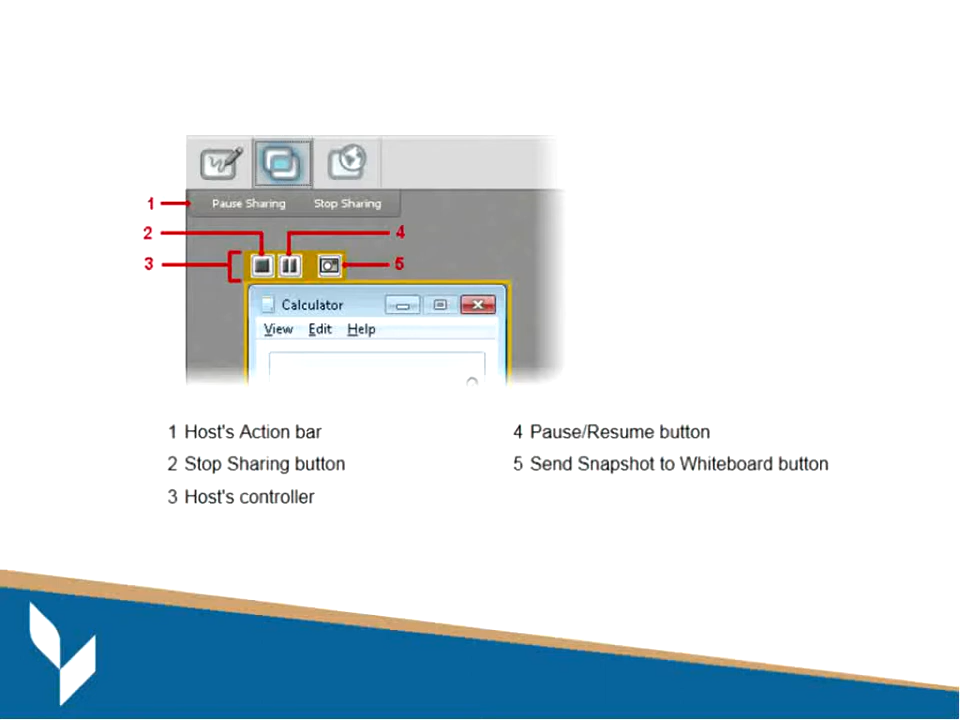 1
Pause Sharing Stop Sharing
2
4
3
5
Calculator
View Edit Help
1 Host's Action bar
2 Stop Sharing button
3 Host's controller
4 Pause/Resume button
5 Send Snapshot to Whiteboard button